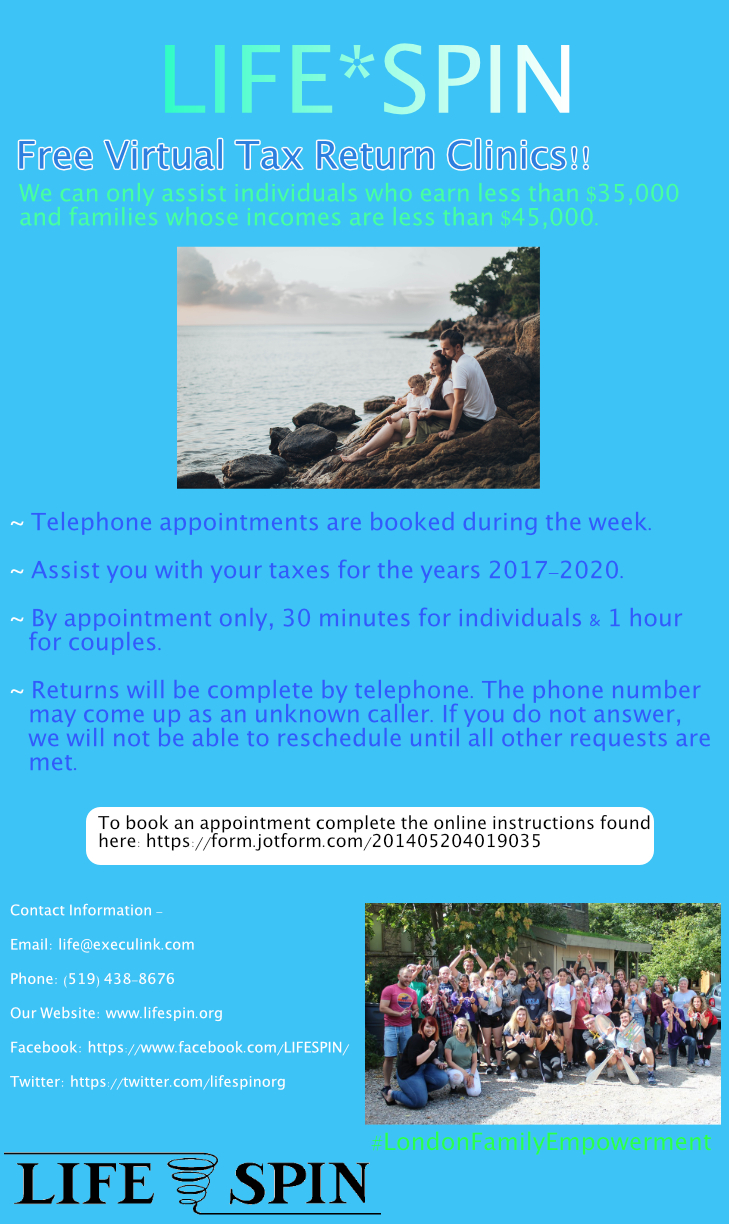 LIFE*SPIN
Free Virtual Tax Return Clinics!!
We can only assist individuals who earn less than $35,000
and families whose incomes are less than $45,000.
~ Telephone appointments are booked during the week.
~ Assist you with your taxes for the years 2017-2020.
~ By appointment only, 30 minutes for individuals & 1 hour
for couples.
~ Returns will be complete by telephone. The phone number
may come up as an unknown caller. If you do not answer,
we will not be able to reschedule until all other requests are
met.
To book an appointment complete the online instructions found
here: https://form.jotform.com/201405204019035
Contact Information -
Email: life@execulink.com
Phone: (519) 438-8676
Our Website: www.lifespin.org
Facebook: https://www.facebook.com/LIFESPIN/
Twitter: https://twitter.com/lifespinorg
#LondonFamilyEmpowerment
LIFE SPIN